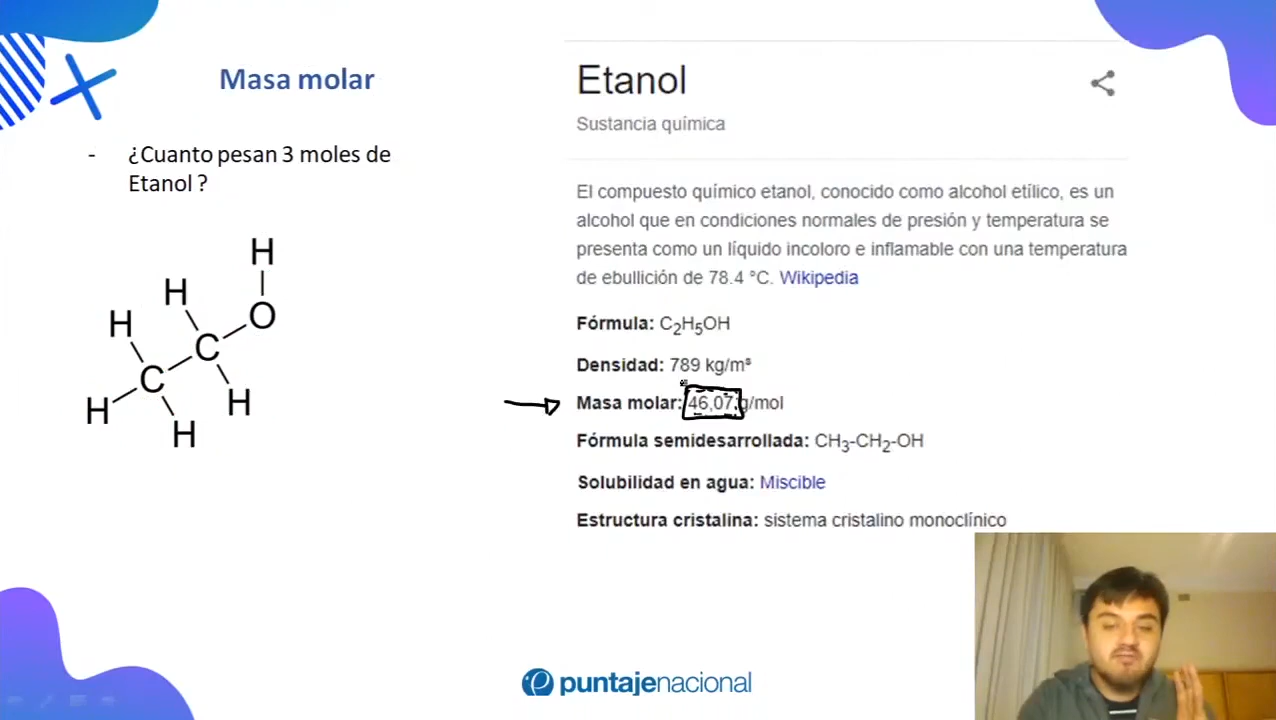 Masa molar
- ¿Cuanto pesan 3 moles de
Etanol ?
H
H
H
O
C
C
H
H
H
Etanol
Sustancia química
El compuesto químico etanol, conocido como alcohol etílico, es un
alcohol que en condiciones normales de presión y temperatura se
presenta como un líquido incoloro e inflamable con una temperatura
de ebullición de 78.4 °C. Wikipedia
Fórmula: C₂H₅OH
Densidad: 789 kg/m³
Masa molar: 46,07 g/mol
Fórmula semidesarrollada: CH₃-CH₂-OH
Solubilidad en agua: Miscible
Estructura cristalina: sistema cristalino monoclínico
puntajenacional